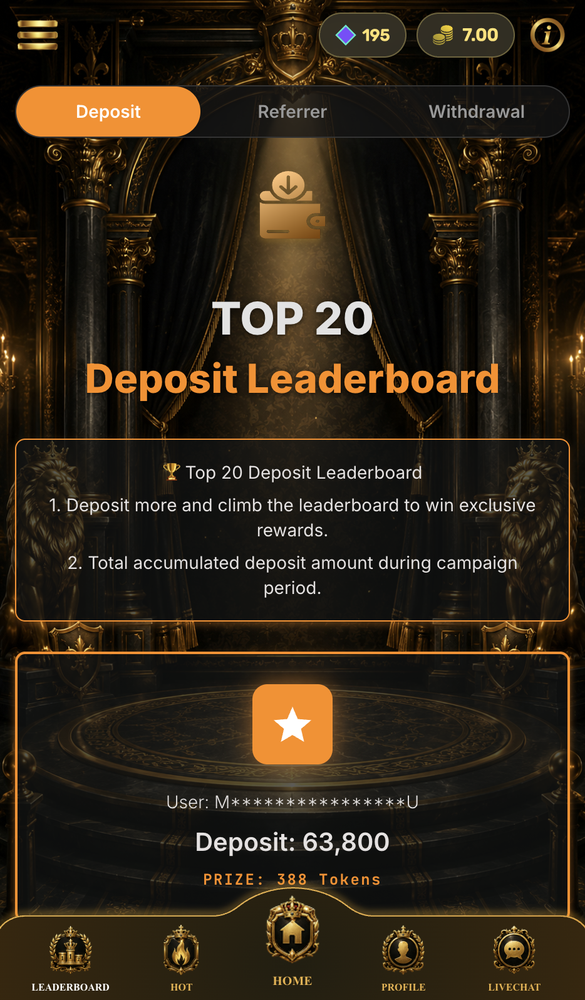 195
7.00
i
Deposit
Referrer
Withdrawal
TOP 20
Deposit Leaderboard
🏆 Top 20 Deposit Leaderboard
1. Deposit more and climb the leaderboard to win exclusive
rewards.
2. Total accumulated deposit amount during campaign
period.
User: M****************U
Deposit: 63,800
PRIZE: 388 Tokens
LEADERBOARD
HOT
HOME
PROFILE
LIVECHAT